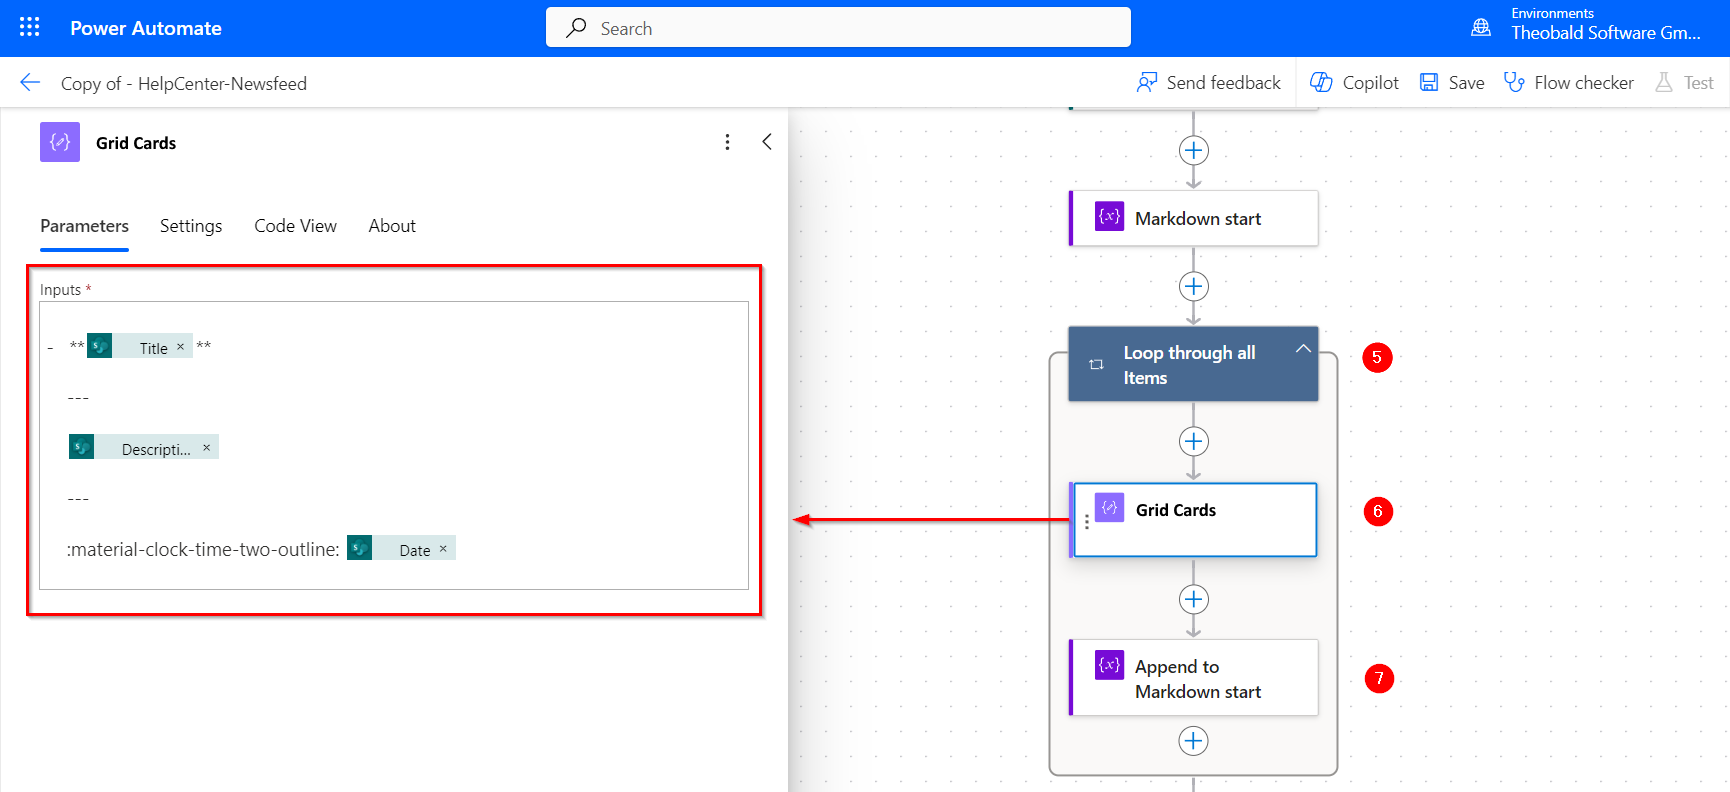 Power Automate
Search
Environments
Theobald Software Gm...
Copy of - HelpCenter-Newsfeed
Send feedback
Copilot
Save
Flow checker
Test
Grid Cards
Parameters
Settings
Code View
About
Inputs *
- ** Title × **
---
Descripti... ×
---
:material-clock-time-two-outline: Date ×
Markdown start
Loop through all
Items
5
Grid Cards
6
Append to
Markdown start
7